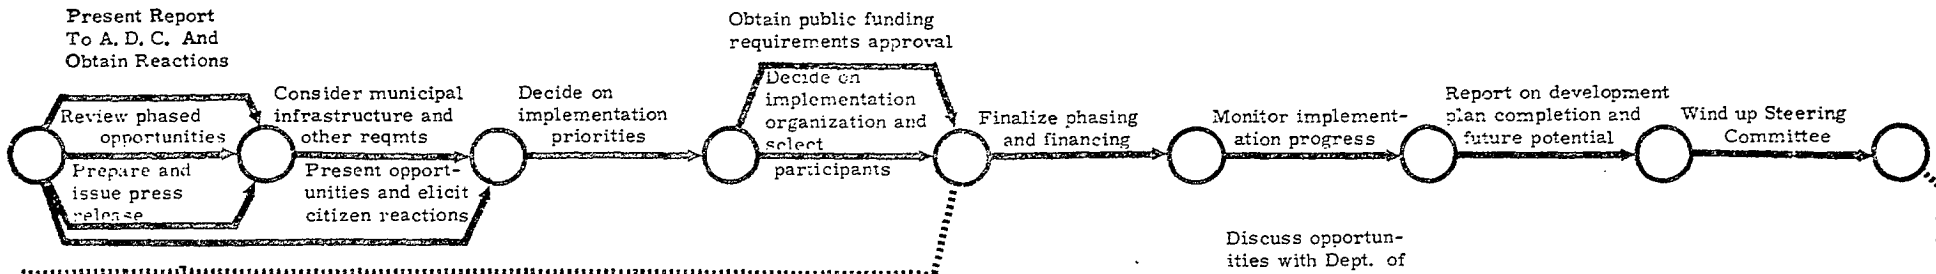 Present Report
To A. D. C. And
Obtain Reactions
Review phased
opportunities
Prepare and
issue press
release
Consider municipal
infrastructure and
other reqmts
Present opport-
unities and elicit
citizen reactions
Decide on
implementation
priorities
Obtain public funding
requirements approval
Decide on
implementation
organization and
select
participants
Finalize phasing
and financing
Monitor implement-
ation progress
Report on development
plan completion and
future potential
Wind up Steering
Committee
Discuss opportun-
ities with Dept. of